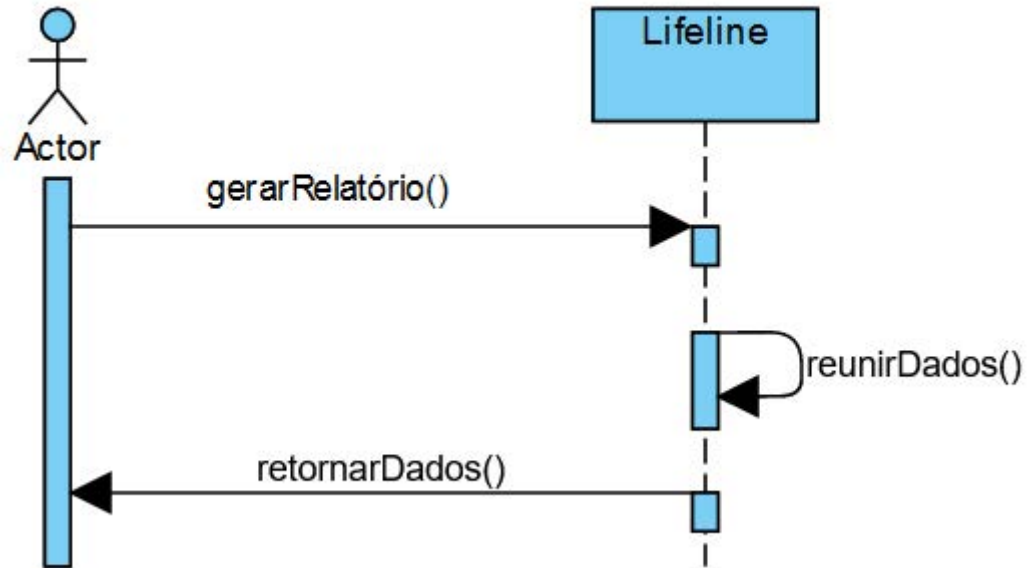 Lifeline
Actor
gerarRelatório()
reunirDados()
retornarDados()